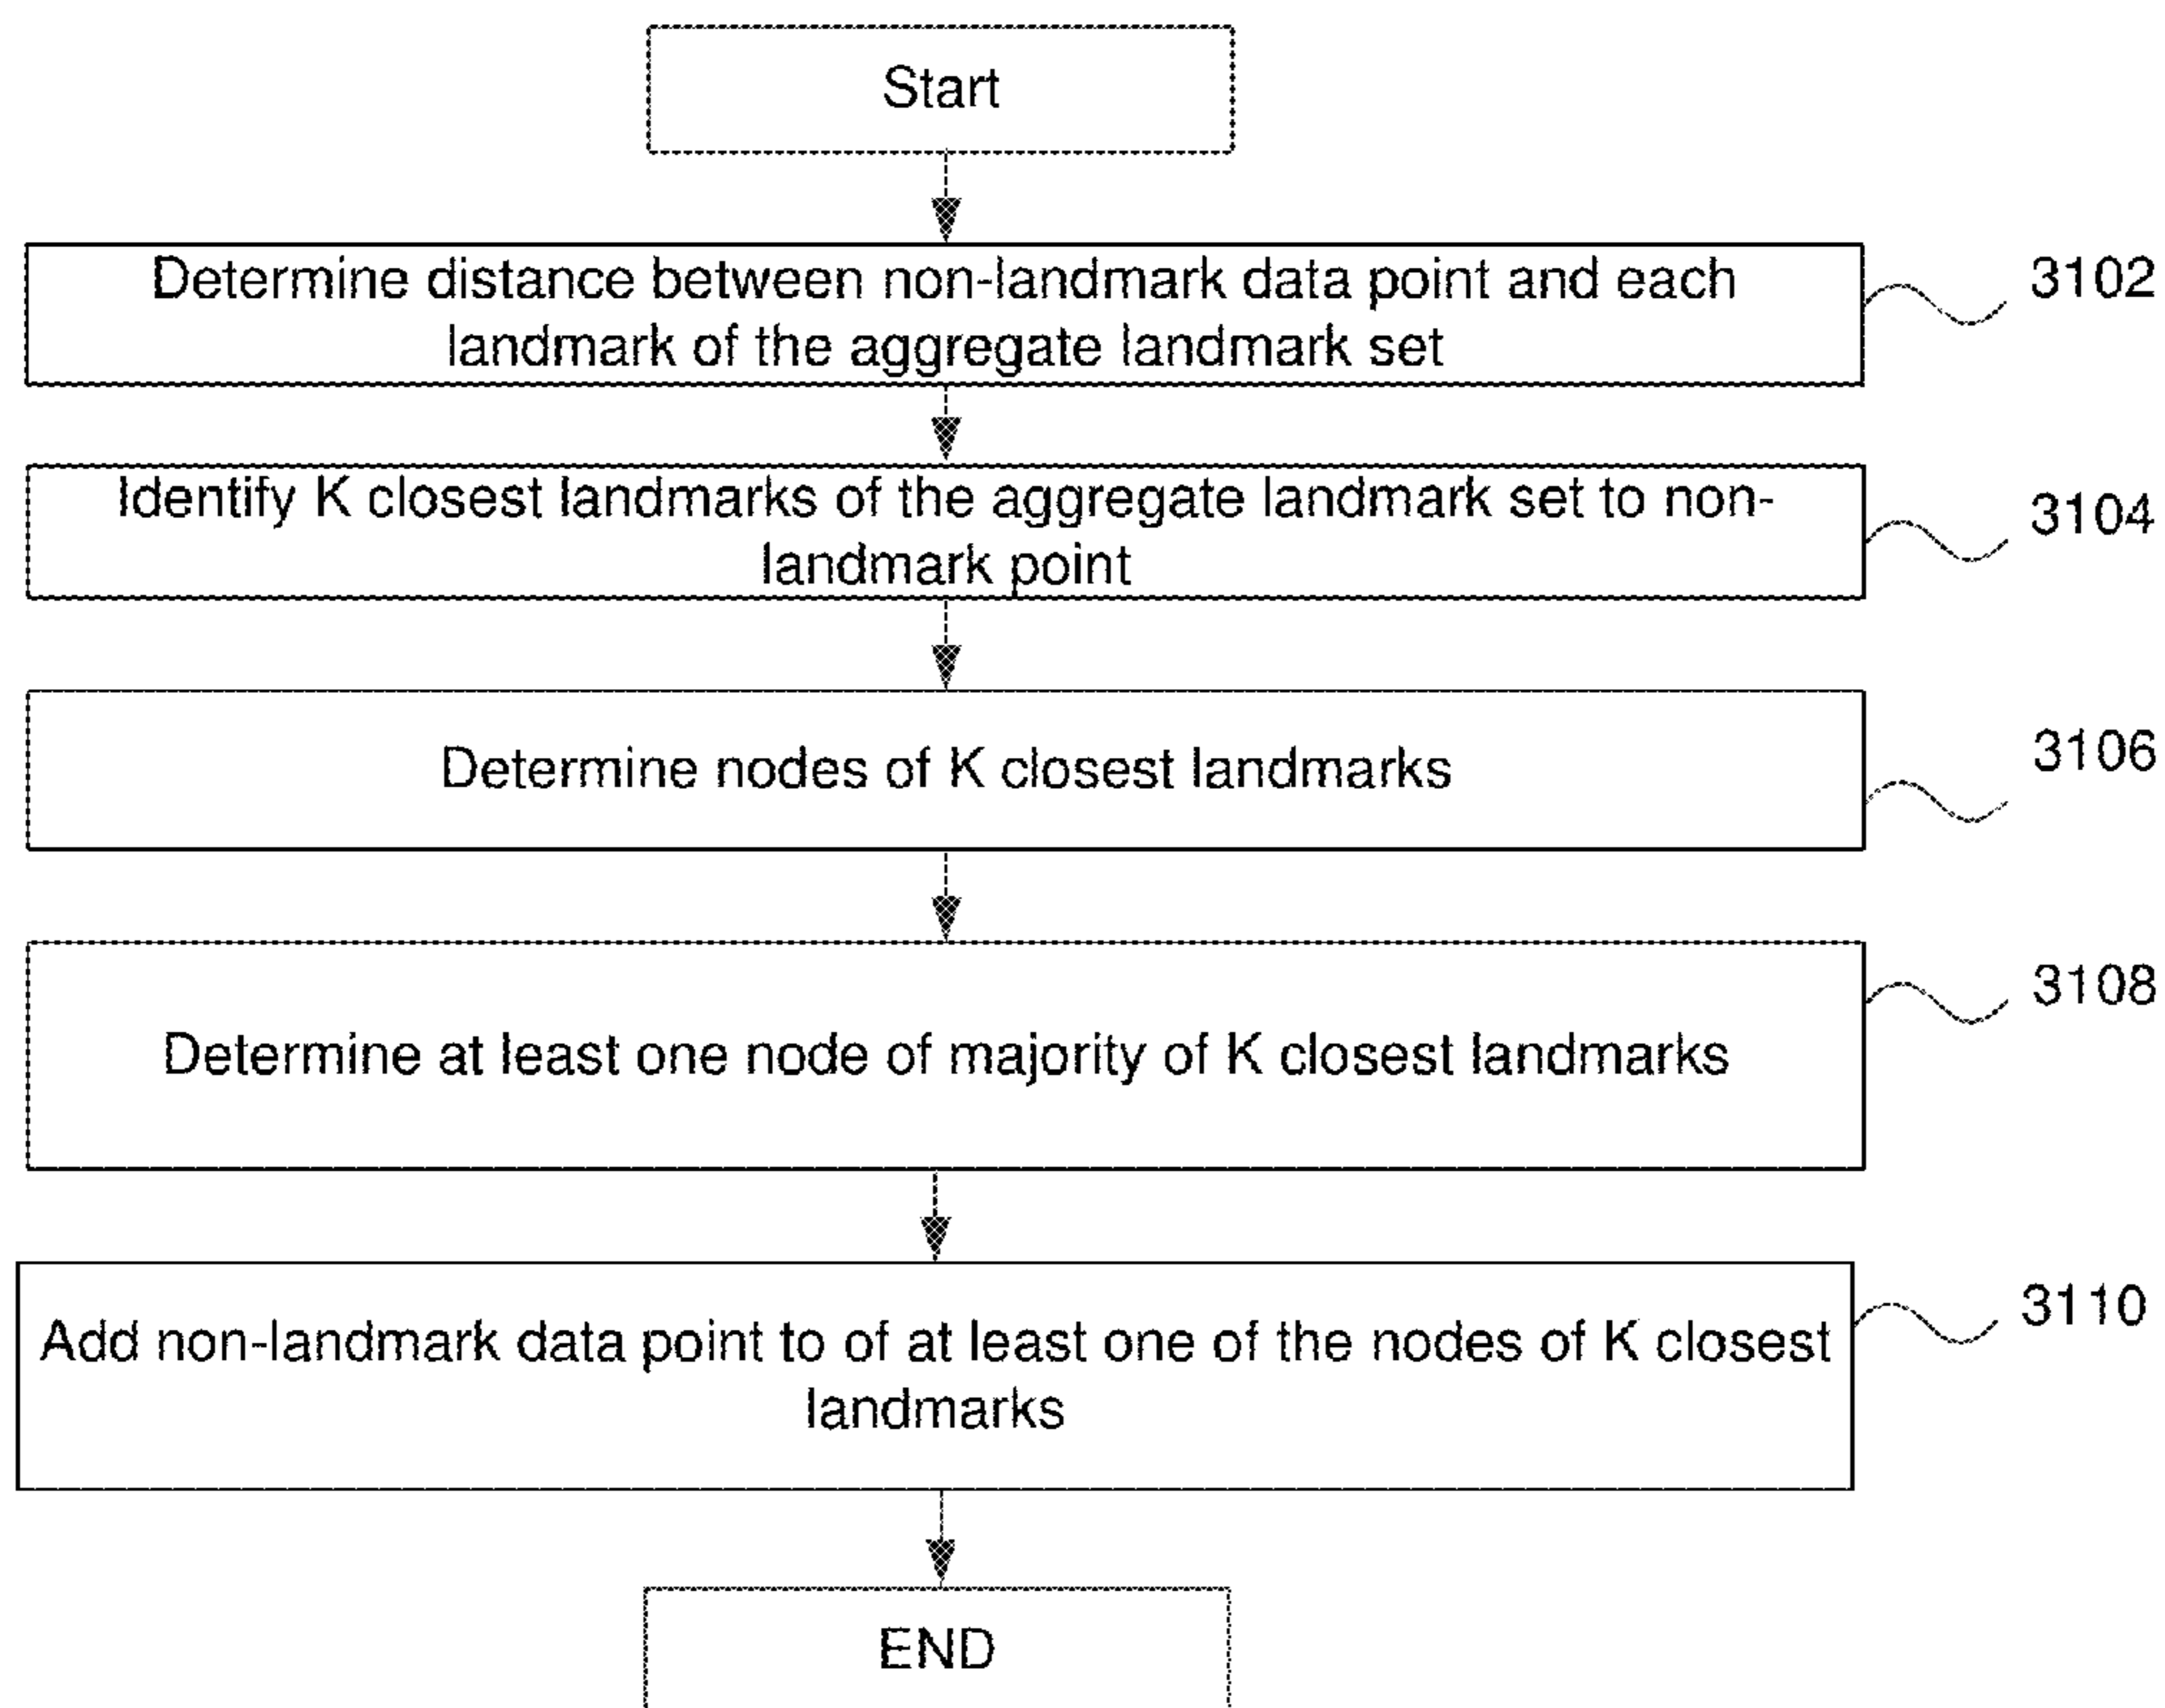 Start
Determine distance between non-landmark data point and each
landmark of the aggregate landmark set
3102
Identify K closest landmarks of the aggregate landmark set to non-
landmark point
3104
Determine nodes of K closest landmarks
3106
Determine at least one node of majority of K closest landmarks
3108
Add non-landmark data point to of at least one of the nodes of K closest
landmarks
3110
END